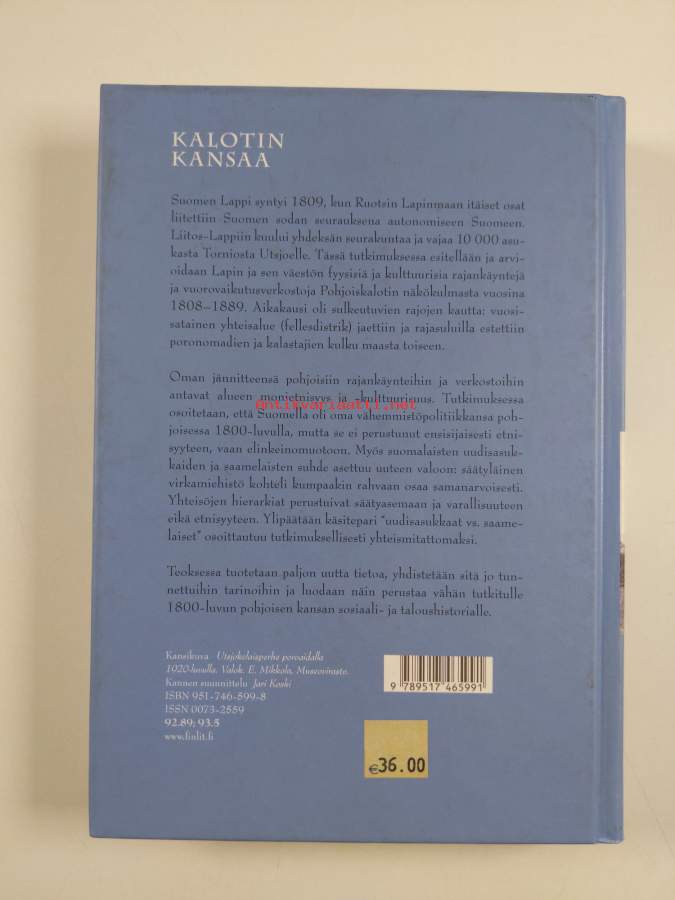 KALOTIN
KANSAA
Suomen Lappi syntyi 1809, kun Ruotsin Lapinmaan itäiset osat
liitettiin Suomen sodan seurauksena autonomiseen Suomeen.
Liitos-Lappiin kuului yhdeksän seurakuntaa ja vajaa 10 000 asu-
kasta Torniosta Utsjoelle. Tässä tutkimuksessa esitellään ja arvi-
oidaan Lapin ja sen väestön fyysisiä ja kulttuurisia rajankäyntejä
ja vuorovaikutusverkostoja Pohjoiskalotin näkökulmasta vuosina
1808–1889. Aikakausi oli sulkeutuvien rajojen kautta: vuosi-
satainen yhteisalue (fellesdistrik) jaettiin ja rajasuluilla estettiin
poronomadien ja kalastajien kulku maasta toiseen.
Oman jännitteensä pohjoisiin rajankäynteihin ja verkostoihin
antavat alueen monietnisyys ja -kulttuurisuus. Tutkimuksessa
antikvariaatti.net
osoitetaan, että Suomella oli oma vähemmistöpolitiikkansa poh-
joisessa 1800-luvulla, mutta se ei perustunut ensisijaisesti etni-
syyteen, vaan elinkeinomuotoon. Myös suomalaisten uudisasuk-
kaiden ja saamelaisten suhde asettuu uuteen valoon: säätyläinen
virkamiehistö kohteli kumpaakin rahvaan osaa samanarvoisesti.
Yhteisöjen hierarkiat perustuivat säätyasemaan ja varallisuuteen
eikä etnisyyteen. Ylipäätään käsitepari "uudisasukkaat vs. saame-
laiset" osoittautuu tutkimuksellisesti yhteismitattomaksi.
Teoksessa tuotetaan paljon uutta tietoa, yhdistetään sitä jo tun-
nettuihin tarinoihin ja luodaan näin perustaa vähän tutkitulle
1800-luvun pohjoisen kansan sosiaali- ja taloushistorialle.
Kansikuva Utsjokelaisperhe poroaidalla
1920-luvulla. Valok. E. Mikkola, Museovirasto.
Kannen suunnittelu Jari Koski
ISBN 951-746-599-8
ISSN 0073-2559
92.89; 93.5
www.finlit.fi
9 789517 465991
€36.00